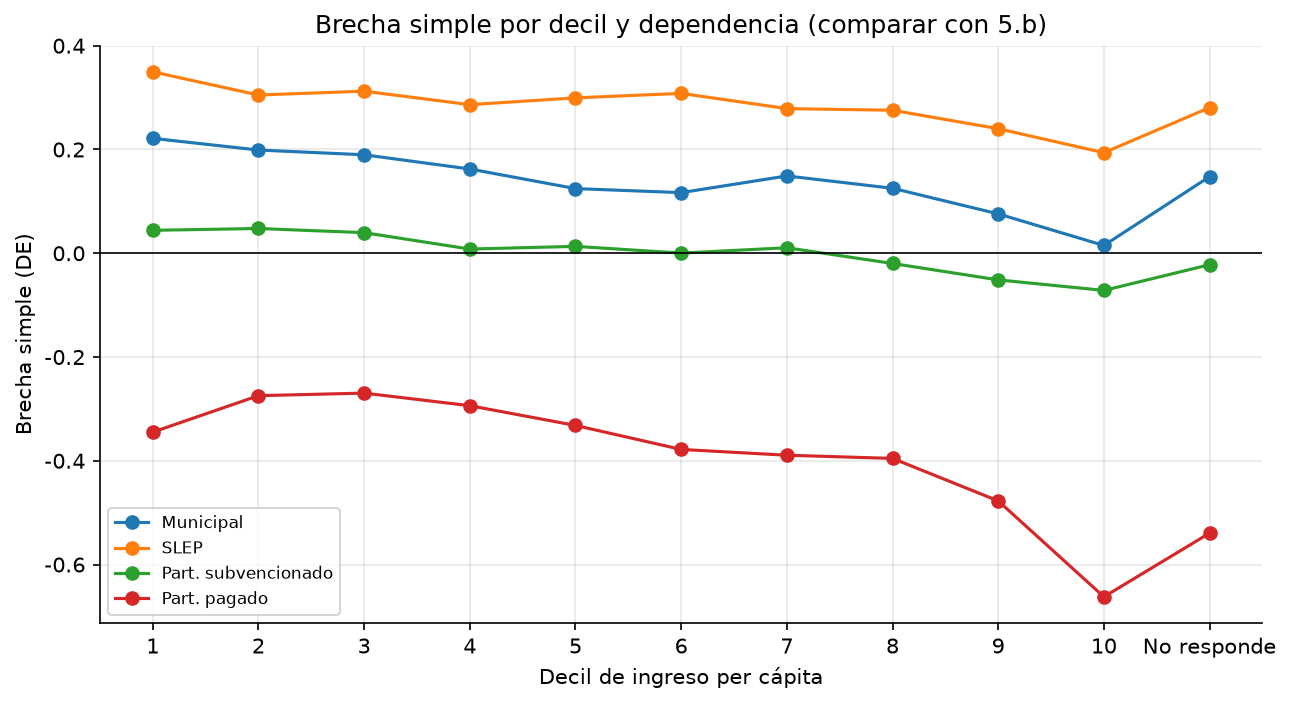 Brecha simple por decil y dependencia (comparar con 5.b)
Brecha simple (DE)
0.4
0.2
0.0
-0.2
-0.4
-0.6
Municipal
SLEP
Part. subvencionado
Part. pagado
1 2 3 4 5 6 7 8 9 10 No responde
Decil de ingreso per cápita